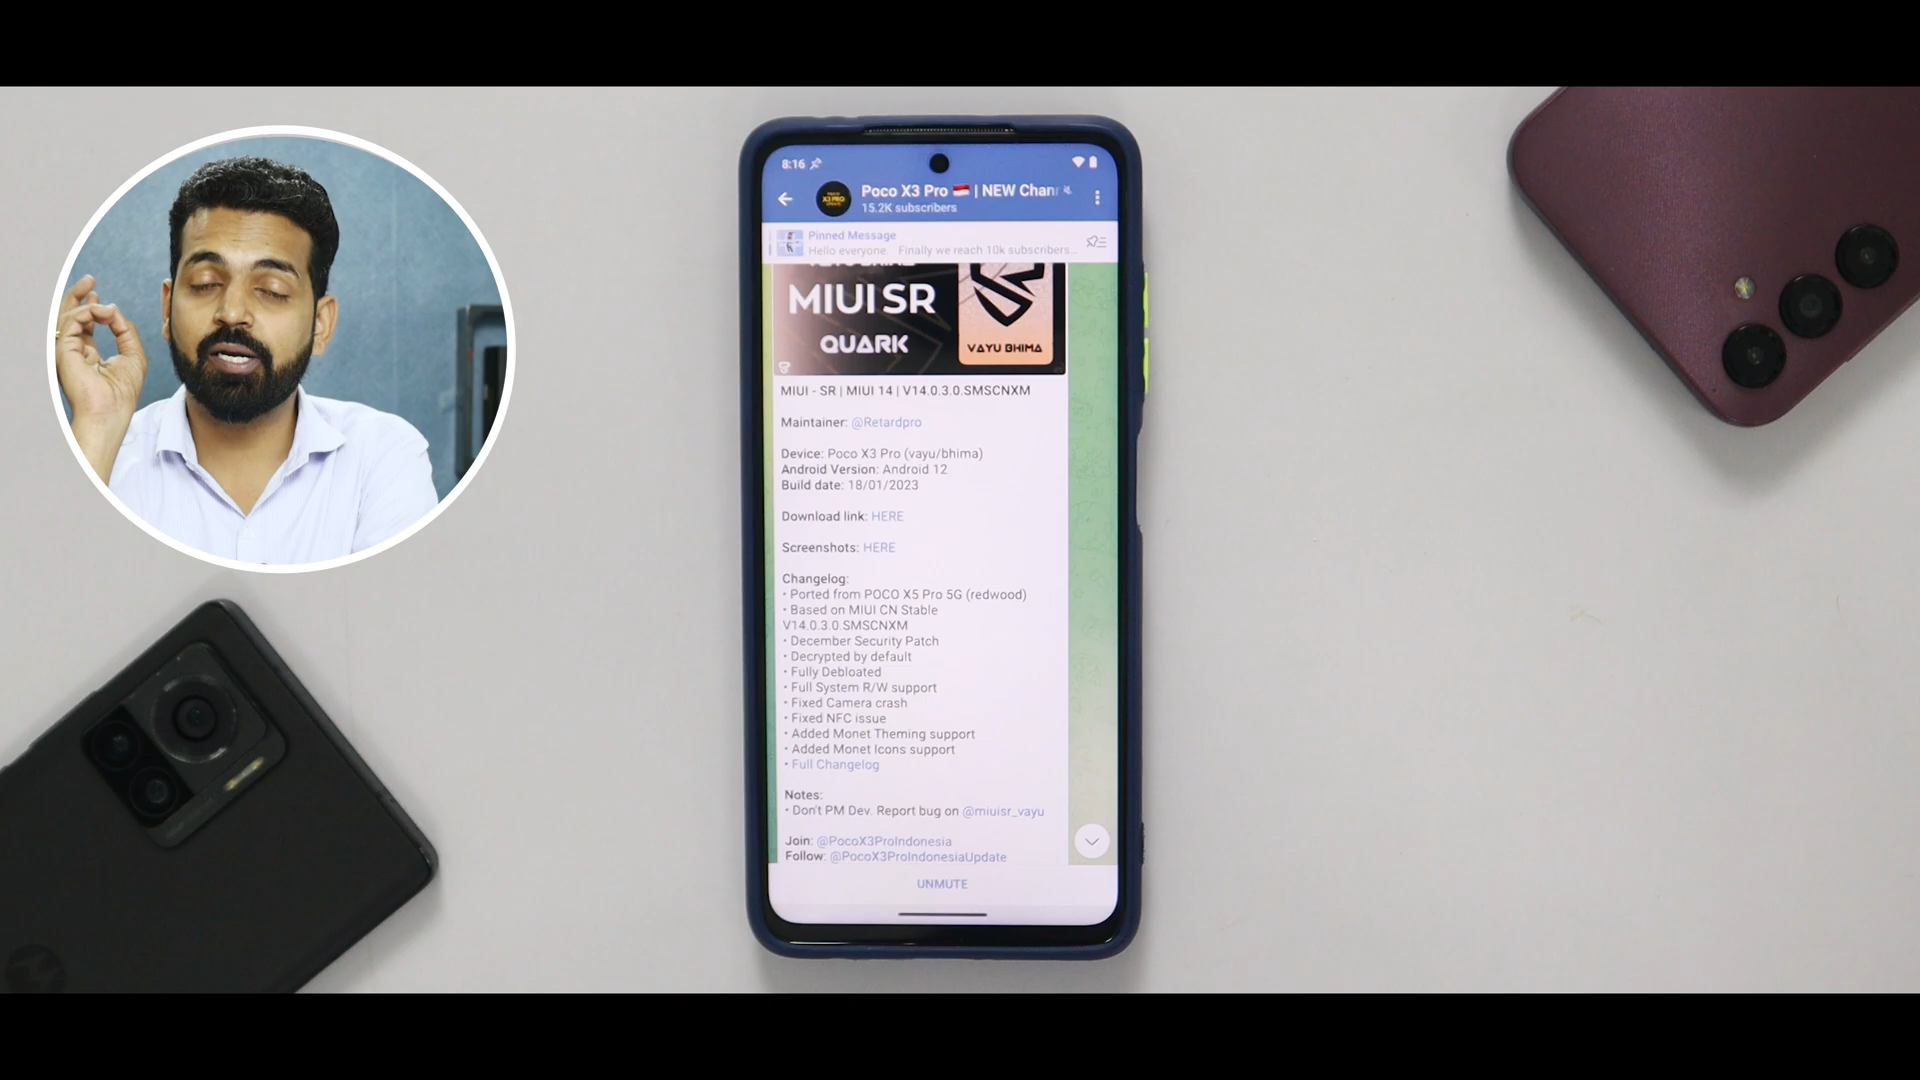 8:16
Poco X3 Pro 🇮🇩 | NEW Chan
15.2K subscribers
X3 PRO
Pinned Message
Hello everyone. Finally we reach 10k subscribers...
MIUI SR
QUARK
VAYU BHIMA
MIUI - SR | MIUI 14 | V14.0.3.0.SMSCNXM
Maintainer: @Retardpro
Device: Poco X3 Pro (vayu/bhima)
Android Version: Android 12
Build date: 18/01/2023
Download link: HERE
Screenshots: HERE
Changelog:
• Ported from POCO X5 Pro 5G (redwood)
• Based on MIUI CN Stable
V14.0.3.0.SMSCNXM
• December Security Patch
• Decrypted by default
• Fully Debloated
• Full System R/W support
• Fixed Camera crash
• Fixed NFC issue
• Added Monet Theming support
• Added Monet Icons support
• Full Changelog
Notes:
• Don't PM Dev. Report bug on @miuisr_vayu
Join: @PocoX3ProIndonesia
Follow: @PocoX3ProIndonesiaUpdate
UNMUTE